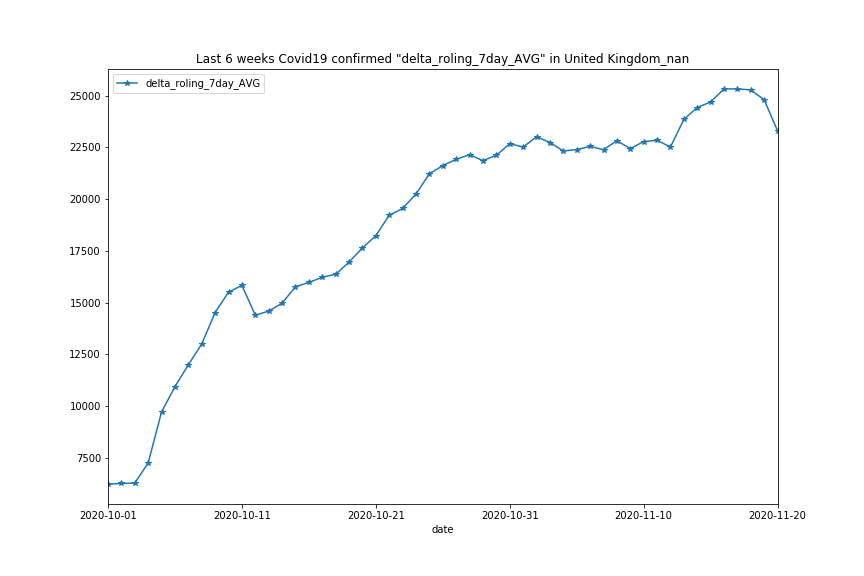 Last 6 weeks Covid19 confirmed "delta_roling_7day_AVG" in United Kingdom_nan
delta_roling_7day_AVG
25000
22500
20000
17500
15000
12500
10000
7500
2020-10-01 2020-10-11 2020-10-21 2020-10-31 2020-11-10 2020-11-20
date